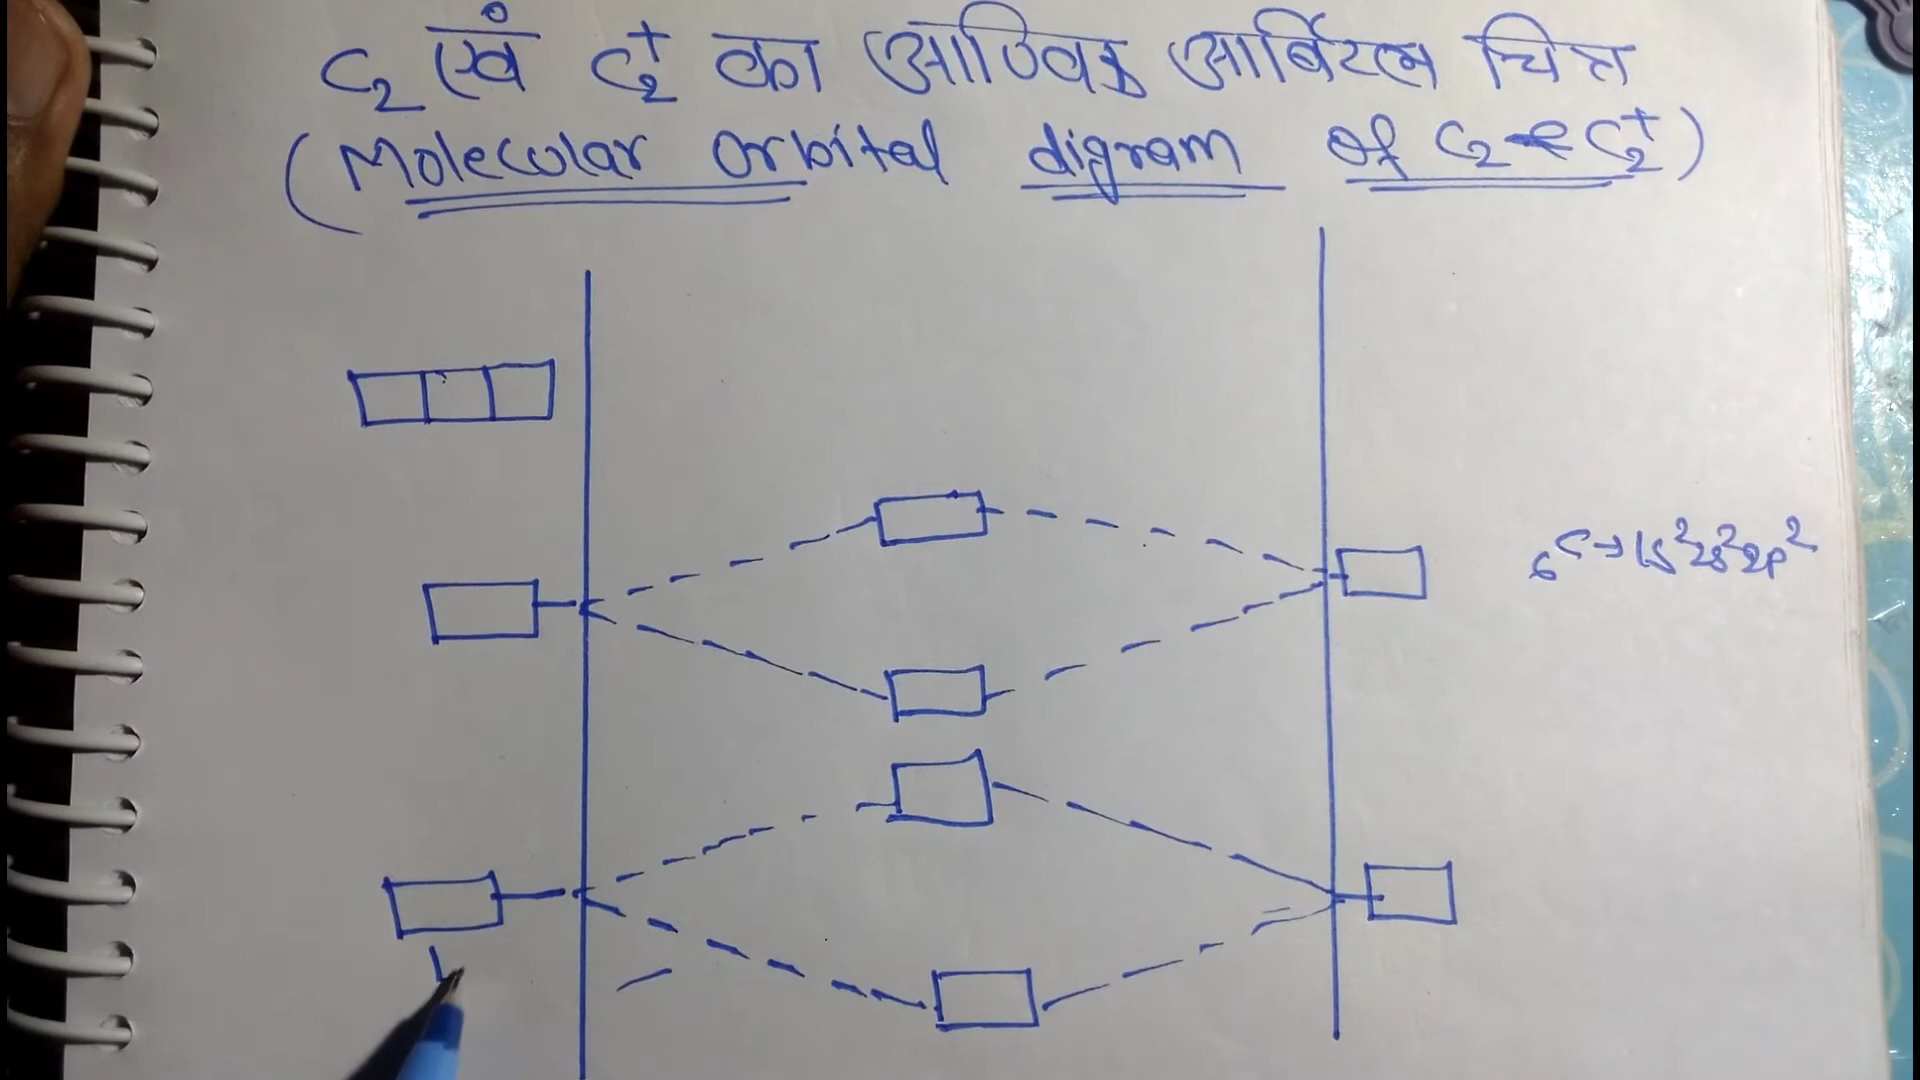 C₂ एवं C₂⁺ का आण्विक आर्बिटल चित्र
(Molecular Orbital digram of C₂ & C₂⁺)
₆C→1s²2s²2p²